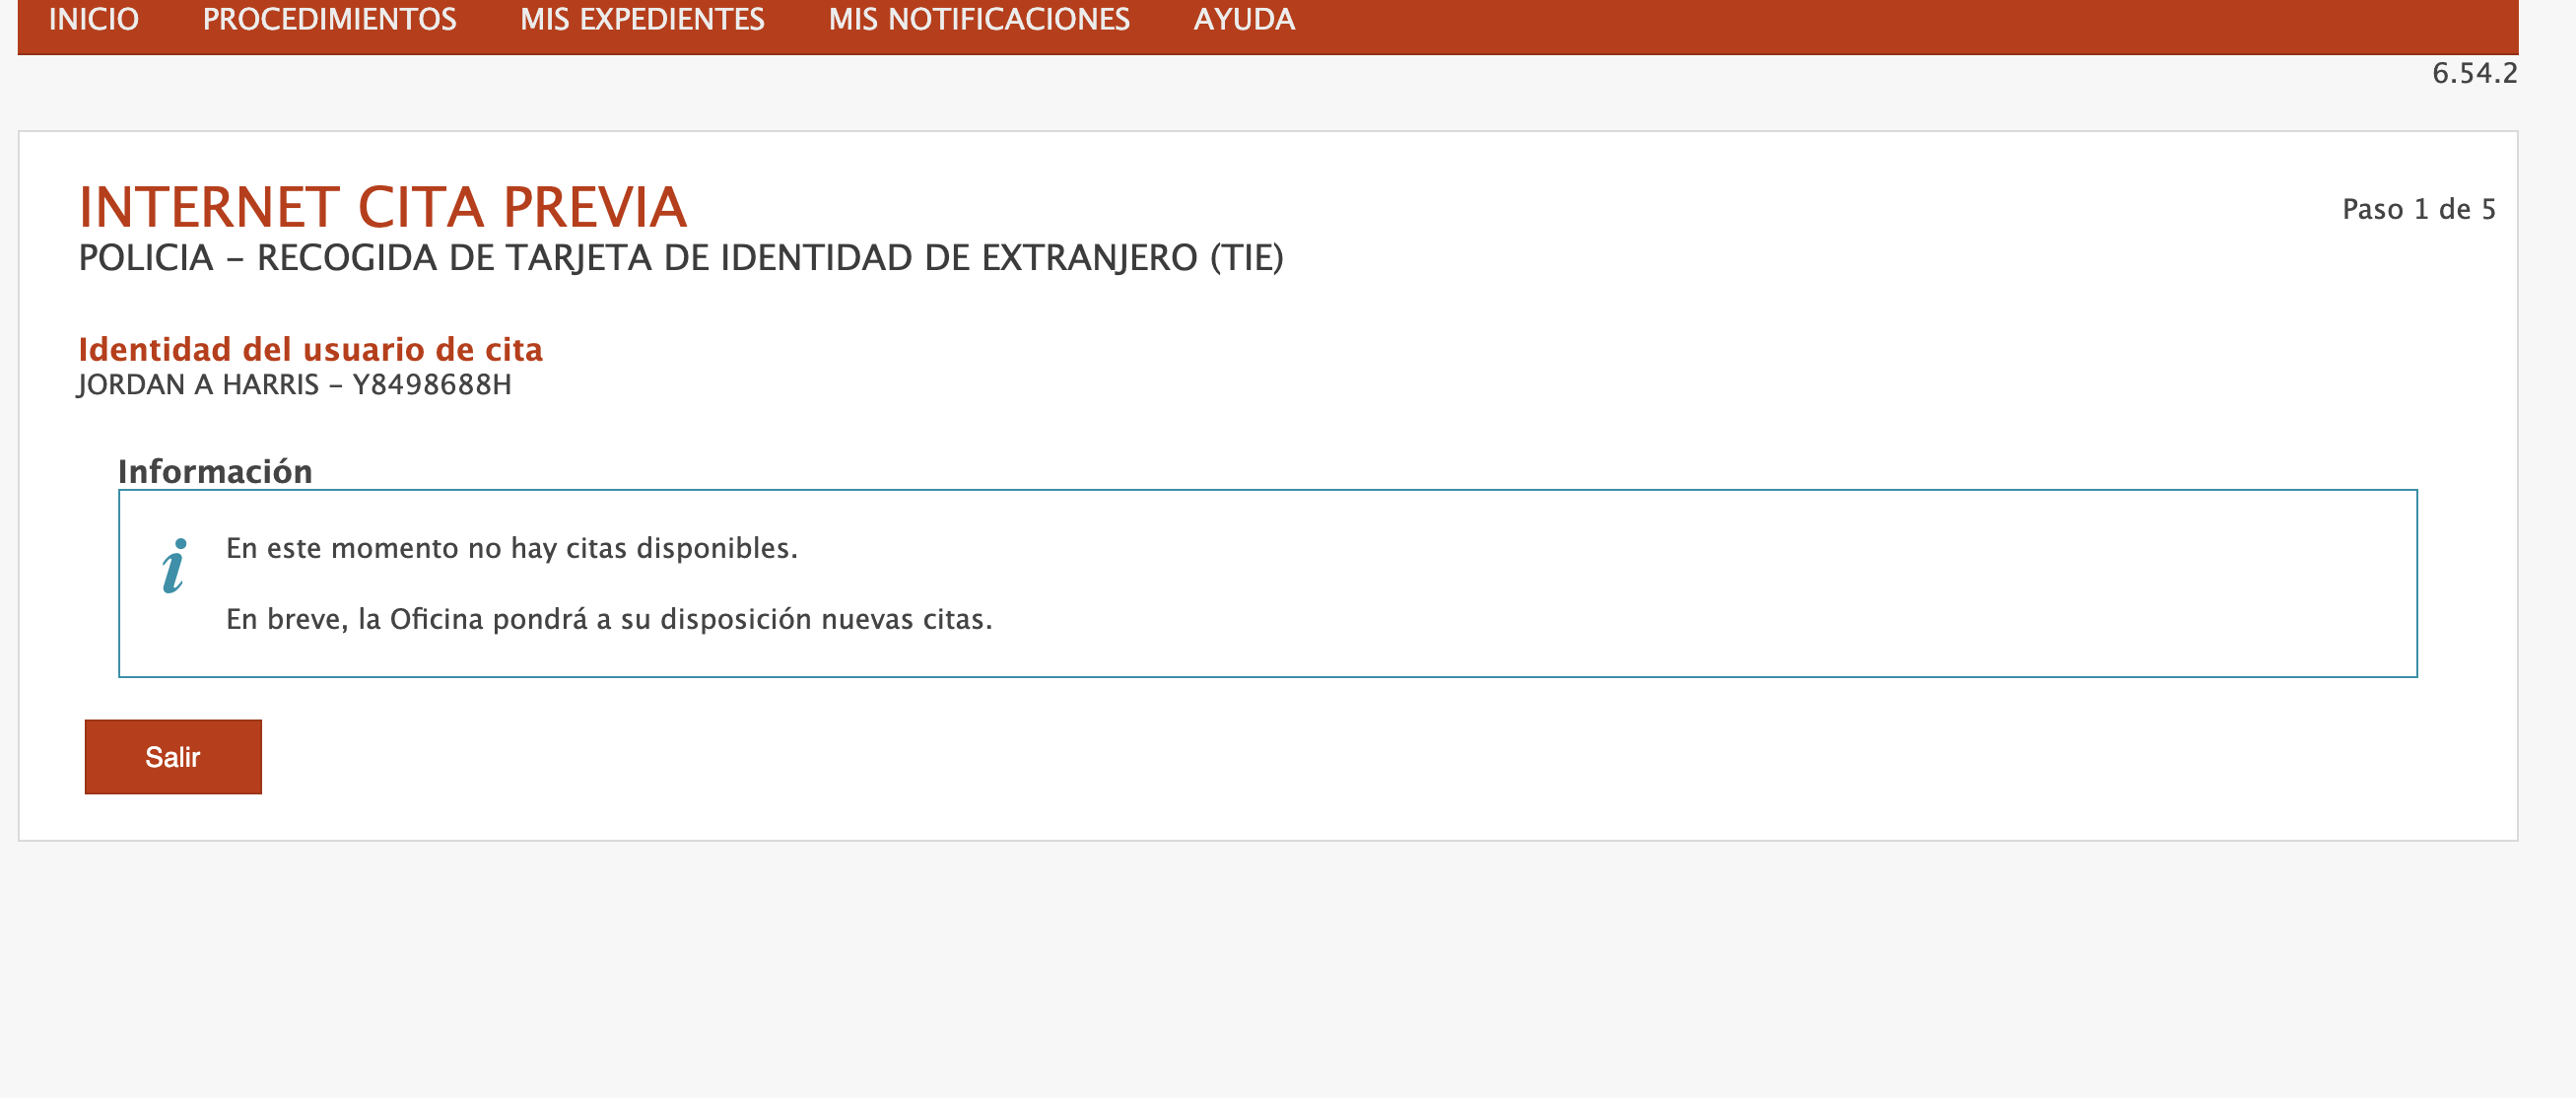 INICIO PROCEDIMIENTOS MIS EXPEDIENTES MIS NOTIFICACIONES AYUDA
6.54.2
INTERNET CITA PREVIA
Paso 1 de 5
POLICIA – RECOGIDA DE TARJETA DE IDENTIDAD DE EXTRANJERO (TIE)
Identidad del usuario de cita
JORDAN A HARRIS – Y8498688H
Información
i
En este momento no hay citas disponibles.
En breve, la Oficina pondrá a su disposición nuevas citas.
Salir